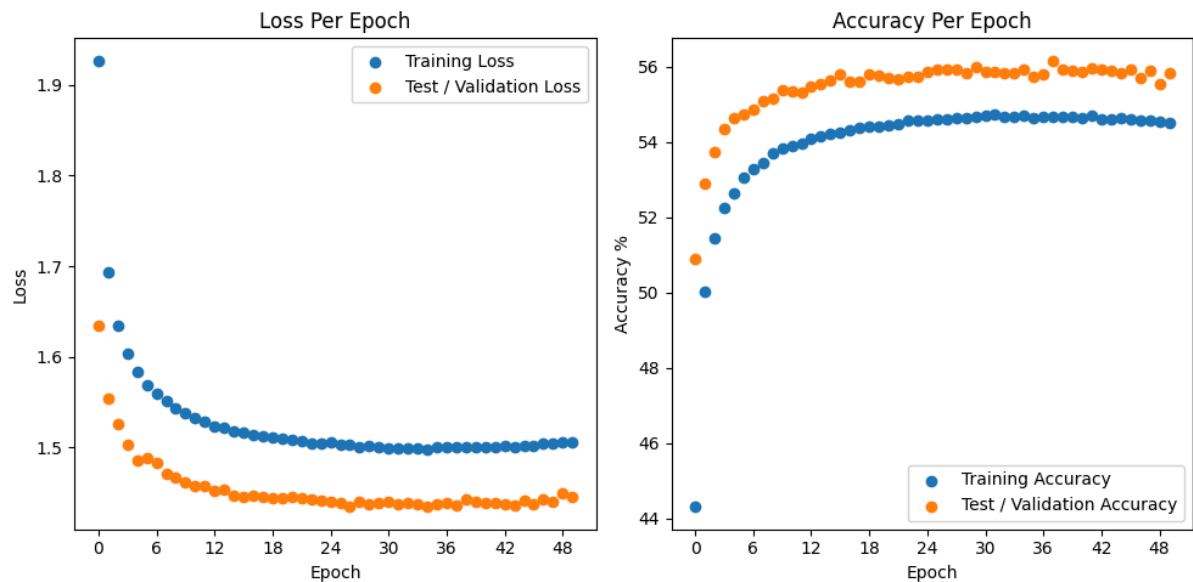 Loss Per Epoch
Training Loss
Test / Validation Loss
1.9
1.8
1.7
1.6
1.5
Loss
0 6 12 18 24 30 36 42 48
Epoch
Accuracy Per Epoch
56
54
52
50
48
46
44
Accuracy %
Training Accuracy
Test / Validation Accuracy
0 6 12 18 24 30 36 42 48
Epoch